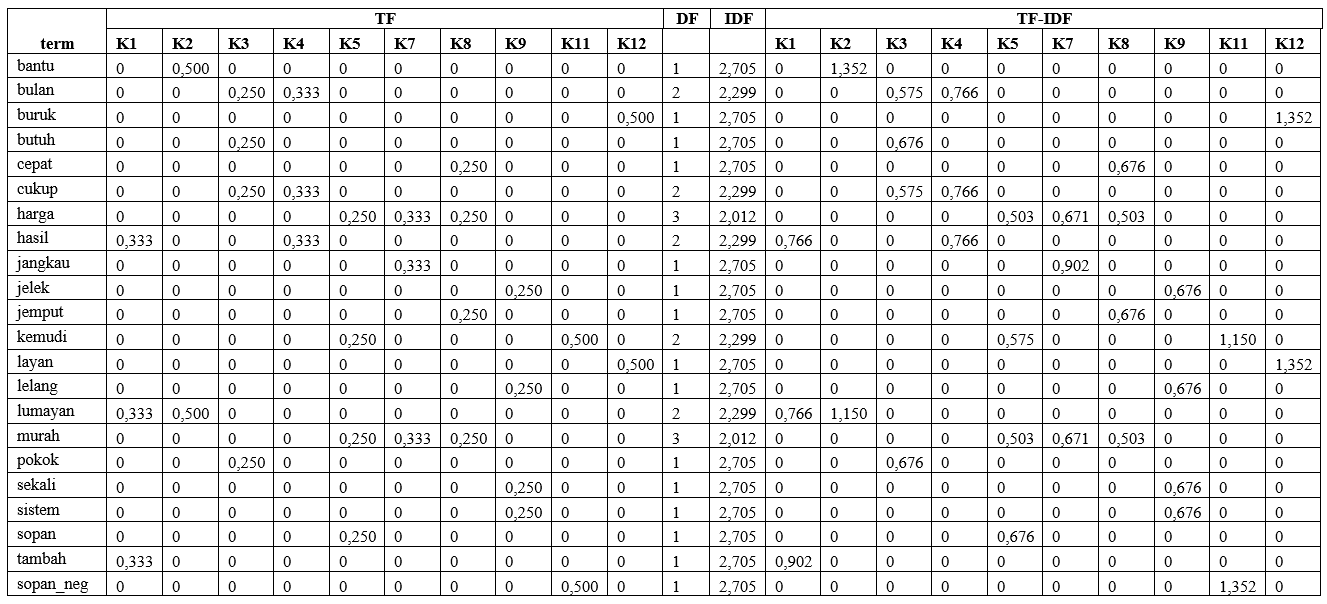 TF DF IDF TF-IDF
term K1 K2 K3 K4 K5 K7 K8 K9 K11 K12 K1 K2 K3 K4 K5 K7 K8 K9 K11 K12
bantu 0 0,500 0 0 0 0 0 0 0 0 1 2,705 0 1,352 0 0 0 0 0 0 0 0
bulan 0 0 0,250 0,333 0 0 0 0 0 0 2 2,299 0 0 0,575 0,766 0 0 0 0 0 0
buruk 0 0 0 0 0 0 0 0 0 0,500 1 2,705 0 0 0 0 0 0 0 0 0 1,352
butuh 0 0 0,250 0 0 0 0 0 0 0 1 2,705 0 0 0,676 0 0 0 0 0 0 0
cepat 0 0 0 0 0 0 0,250 0 0 0 1 2,705 0 0 0 0 0 0 0,676 0 0 0
cukup 0 0 0,250 0,333 0 0 0 0 0 0 2 2,299 0 0 0,575 0,766 0 0 0 0 0 0
harga 0 0 0 0 0,250 0,333 0,250 0 0 0 3 2,012 0 0 0 0 0,503 0,671 0,503 0 0 0
hasil 0,333 0 0 0,333 0 0 0 0 0 0 2 2,299 0,766 0 0 0,766 0 0 0 0 0 0
jangkau 0 0 0 0 0 0,333 0 0 0 0 1 2,705 0 0 0 0 0 0,902 0 0 0 0
jelek 0 0 0 0 0 0 0 0,250 0 0 1 2,705 0 0 0 0 0 0 0 0,676 0 0
jemput 0 0 0 0 0 0 0,250 0 0 0 1 2,705 0 0 0 0 0 0 0,676 0 0 0
kemudi 0 0 0 0 0,250 0 0 0 0,500 0 2 2,299 0 0 0 0 0,575 0 0 0 1,150 0
layan 0 0 0 0 0 0 0 0 0 0,500 1 2,705 0 0 0 0 0 0 0 0 0 1,352
lelang 0 0 0 0 0 0 0 0,250 0 0 1 2,705 0 0 0 0 0 0 0 0,676 0 0
lumayan 0,333 0,500 0 0 0 0 0 0 0 0 2 2,299 0,766 1,150 0 0 0 0 0 0 0 0
murah 0 0 0 0 0,250 0,333 0,250 0 0 0 3 2,012 0 0 0 0 0,503 0,671 0,503 0 0 0
pokok 0 0 0,250 0 0 0 0 0 0 0 1 2,705 0 0 0,676 0 0 0 0 0 0 0
sekali 0 0 0 0 0 0 0 0,250 0 0 1 2,705 0 0 0 0 0 0 0 0,676 0 0
sistem 0 0 0 0 0 0 0 0,250 0 0 1 2,705 0 0 0 0 0 0 0 0,676 0 0
sopan 0 0 0 0 0,250 0 0 0 0 0 1 2,705 0 0 0 0 0,676 0 0 0 0 0
tambah 0,333 0 0 0 0 0 0 0 0 0 1 2,705 0,902 0 0 0 0 0 0 0 0 0
sopan_neg 0 0 0 0 0 0 0 0 0,500 0 1 2,705 0 0 0 0 0 0 0 0 1,352 0